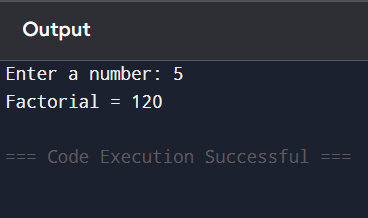 Output
Enter a number: 5
Factorial = 120
=== Code Execution Successful ===